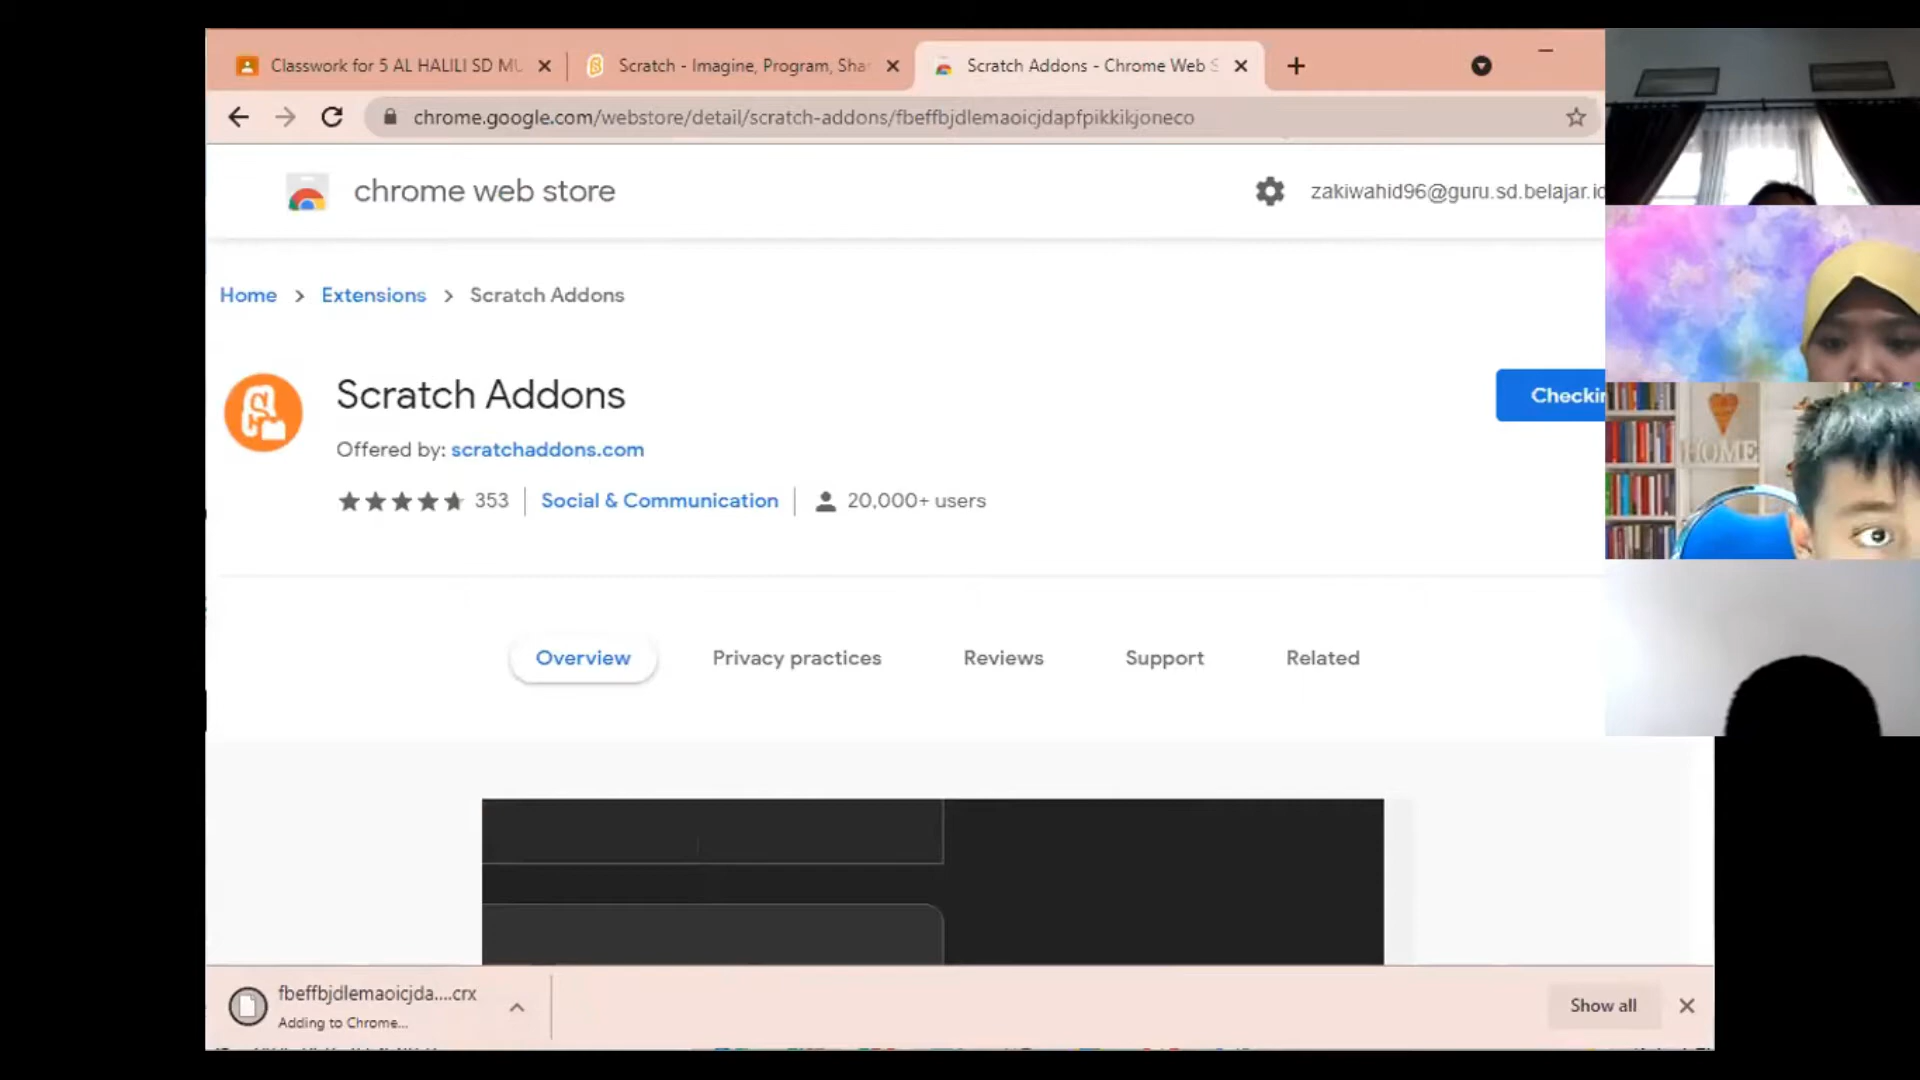 Classwork for 5 AL HALILI SD MU
Scratch - Imagine, Program, Shar
Scratch Addons - Chrome Web S
chrome.google.com/webstore/detail/scratch-addons/fbeffbjdlemaoicjdapfpikkikjoneco
chrome web store
zakiwahid96@guru.sd.belajar.id
Home > Extensions > Scratch Addons
Scratch Addons
Checkin
Offered by: scratchaddons.com
353
Social & Communication
20,000+ users
Overview
Privacy practices
Reviews
Support
Related
HOME
fbeffbjdlemaoicjda....crx
Adding to Chrome...
Show all